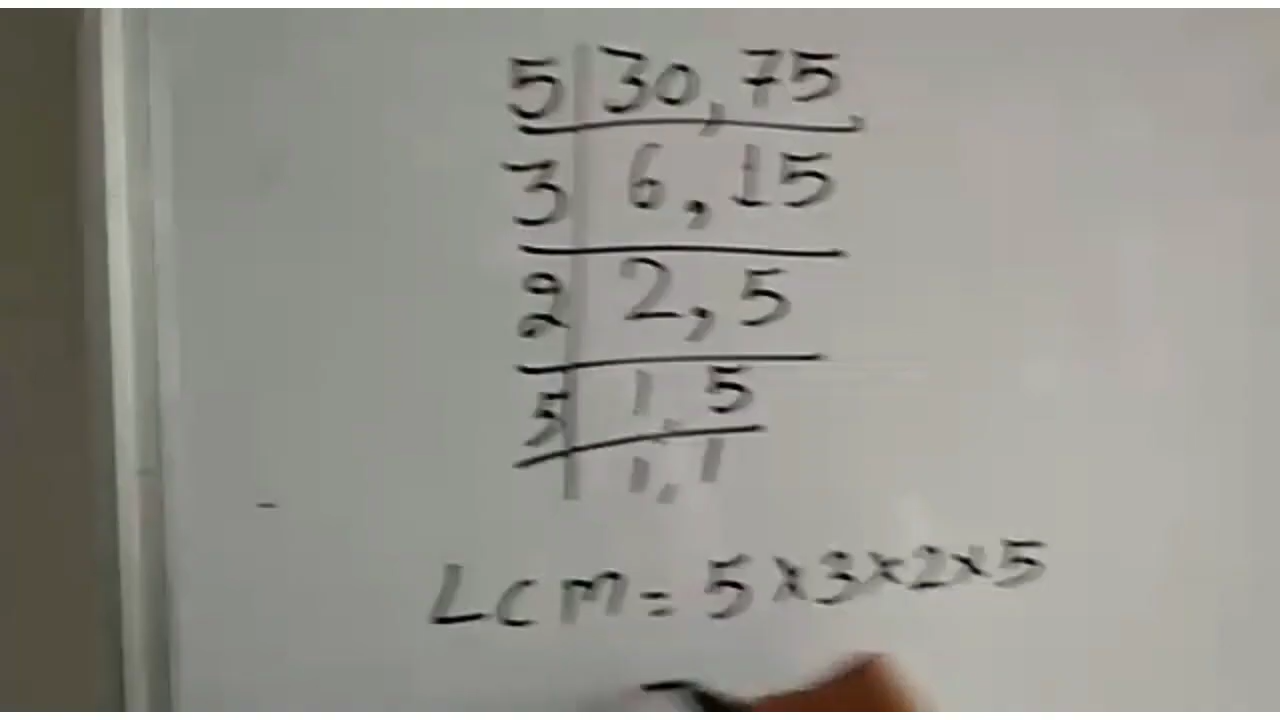 5 | 30, 75
3 | 6, 15
2 | 2, 5
5 | 1, 5
| 1, 1
LCM = 5×3×2×5